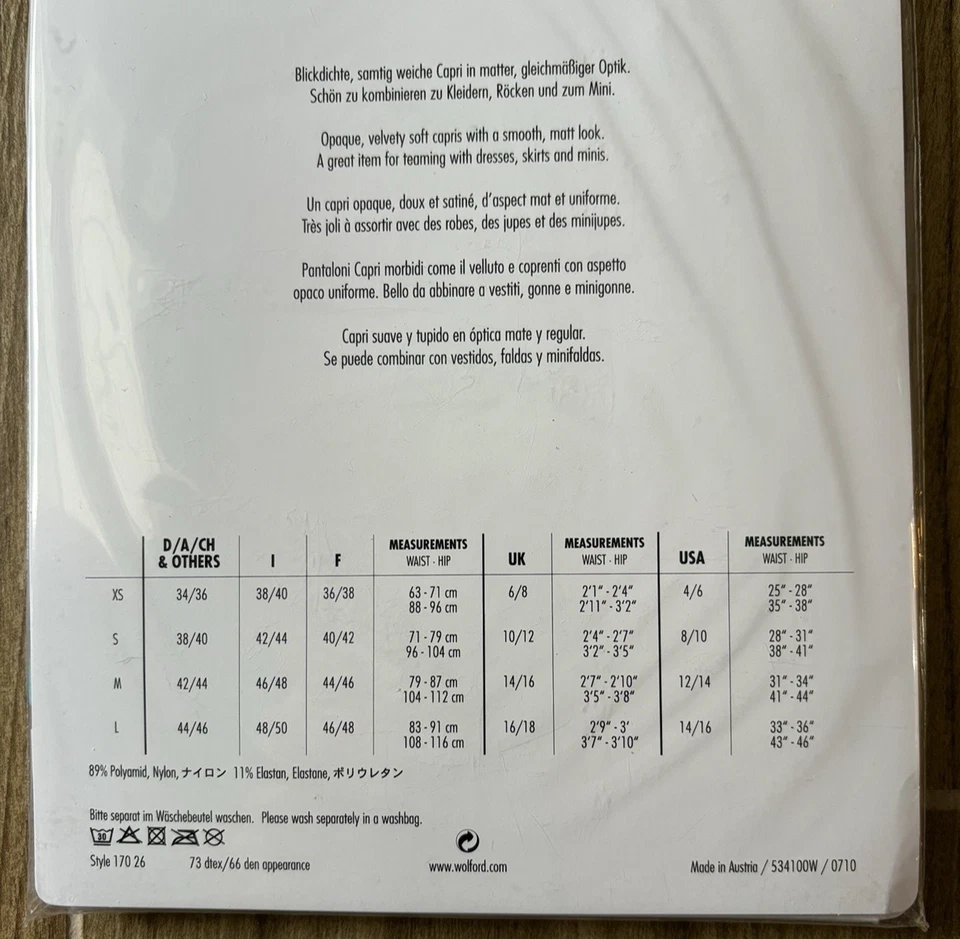 Blickdichte, samtig weiche Capri in matter, gleichmäßiger Optik.
Schön zu kombinieren zu Kleidern, Röcken und zum Mini.
Opaque, velvety soft capris with a smooth, matt look.
A great item for teaming with dresses, skirts and minis.
Un capri opaque, doux et satiné, d'aspect mat et uniforme.
Très joli à assortir avec des robes, des jupes et des minijupes.
Pantaloni Capri morbidi come il velluto e coprenti con aspetto
opaco uniforme. Bello da abbinare a vestiti, gonne e minigonne.
Capri suave y tupido en óptica mate y regular.
Se puede combinar con vestidos, faldas y minifaldas.
D/A/CH & OTHERS I F MEASUREMENTS WAIST - HIP UK MEASUREMENTS WAIST - HIP USA MEASUREMENTS WAIST - HIP
XS 34/36 38/40 36/38 63 - 71 cm 6/8 2'1" - 2'4" 4/6 25" - 28"
88 - 96 cm 2'11" - 3'2" 35" - 38"
S 38/40 42/44 40/42 71 - 79 cm 10/12 2'4" - 2'7" 8/10 28" - 31"
96 - 104 cm 3'2" - 3'5" 38" - 41"
M 42/44 46/48 44/46 79 - 87 cm 14/16 2'7" - 2'10" 12/14 31" - 34"
104 - 112 cm 3'5" - 3'8" 41" - 44"
L 44/46 48/50 46/48 83 - 91 cm 16/18 2'9" - 3' 14/16 33" - 36"
108 - 116 cm 3'7" - 3'10" 43" - 46"
89% Polyamid, Nylon, ナイロン 11% Elastan, Elastane, ポリウレタン
Bitte separat im Wäschebeutel waschen. Please wash separately in a washbag.
30
Style 170 26 73 dtex/66 den appearance www.wolford.com Made in Austria / 534100W / 0710